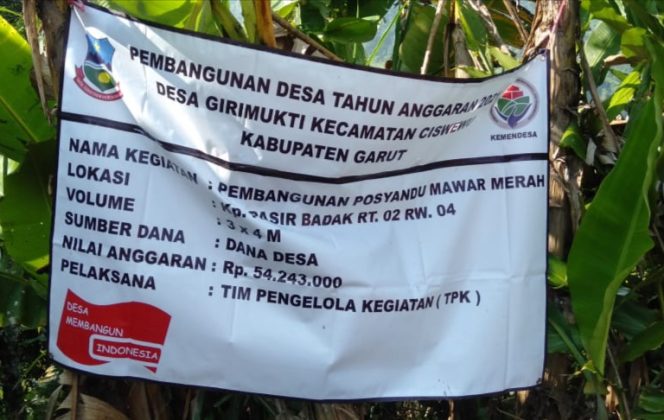 PEMBANGUNAN DESA TAHUN ANGGARAN
DESA GIRIMUKTI KECAMATAN CISWEWU
KABUPATEN GARUT
KEMENDESA
NAMA KEGIATAN : PEMBANGUNAN POSYANDU MAWAR MERAH
LOKASI : Kp. PASIR BADAK RT. 02 RW. 04
VOLUME : 3 x 4 M
SUMBER DANA : DANA DESA
NILAI ANGGARAN : Rp. 54.243.000
PELAKSANA : TIM PENGELOLA KEGIATAN ( TPK )
DESA
MEMBANGUN
INDONESIA